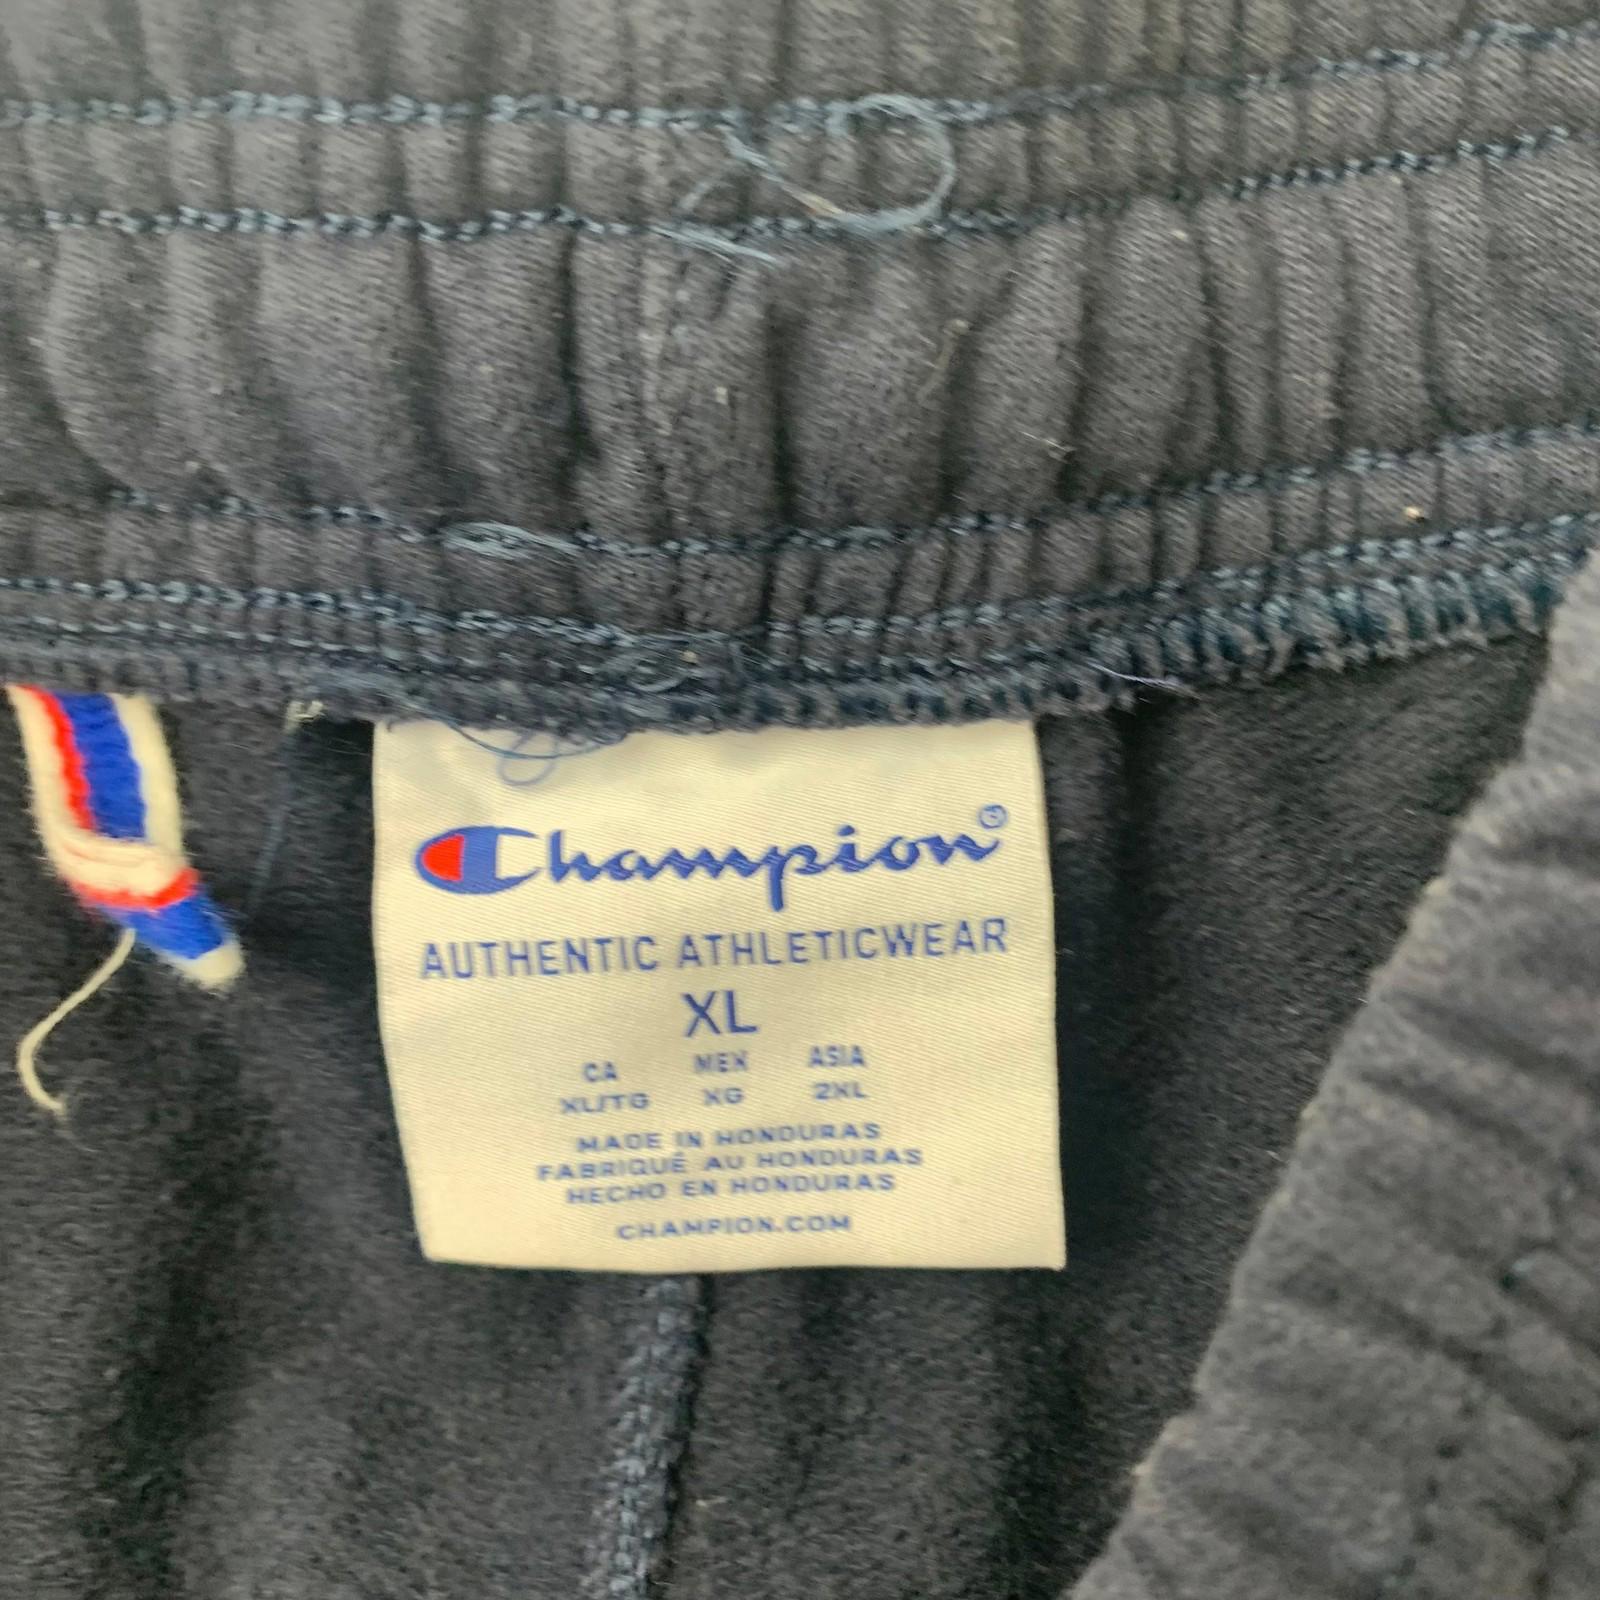 Champion®
AUTHENTIC ATHLETICWEAR
XL
CA MEX ASIA
XL/TG XG 2XL
MADE IN HONDURAS
FABRIQUÉ AU HONDURAS
HECHO EN HONDURAS
CHAMPION.COM